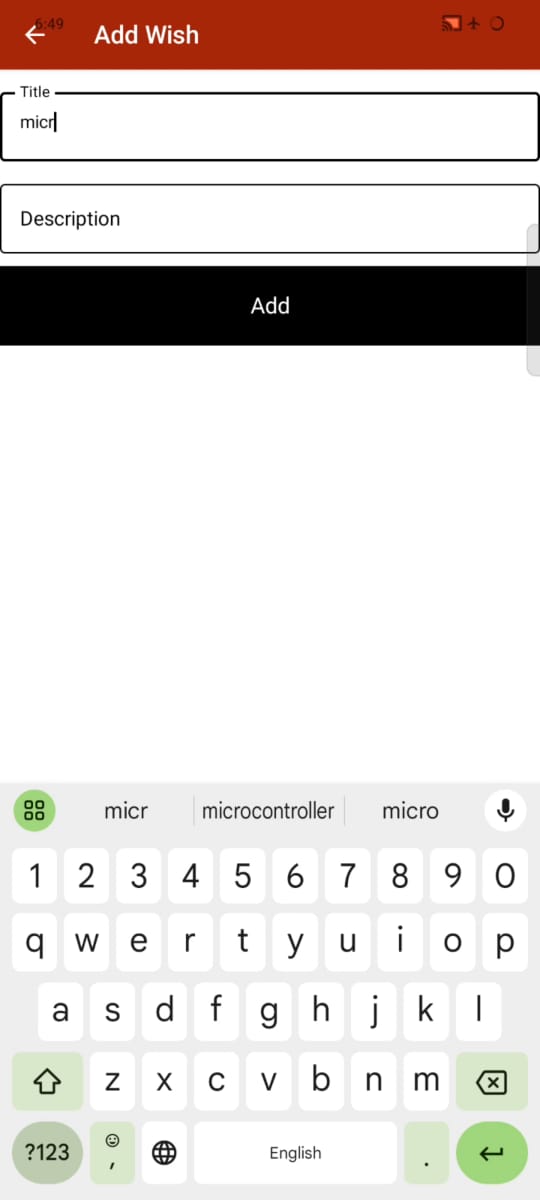 6:49
Add Wish
Title
micr
Description
Add
micr microcontroller micro
1 2 3 4 5 6 7 8 9 0
q w e r t y u i o p
a s d f g h j k l
z x c v b n m
?123 , English .